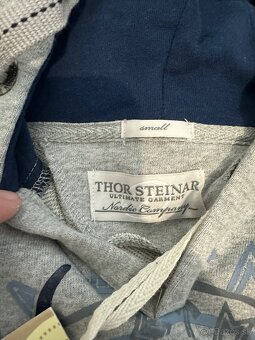 small
THOR STEINAR
ULTIMATE GARMENT
Nordic Company